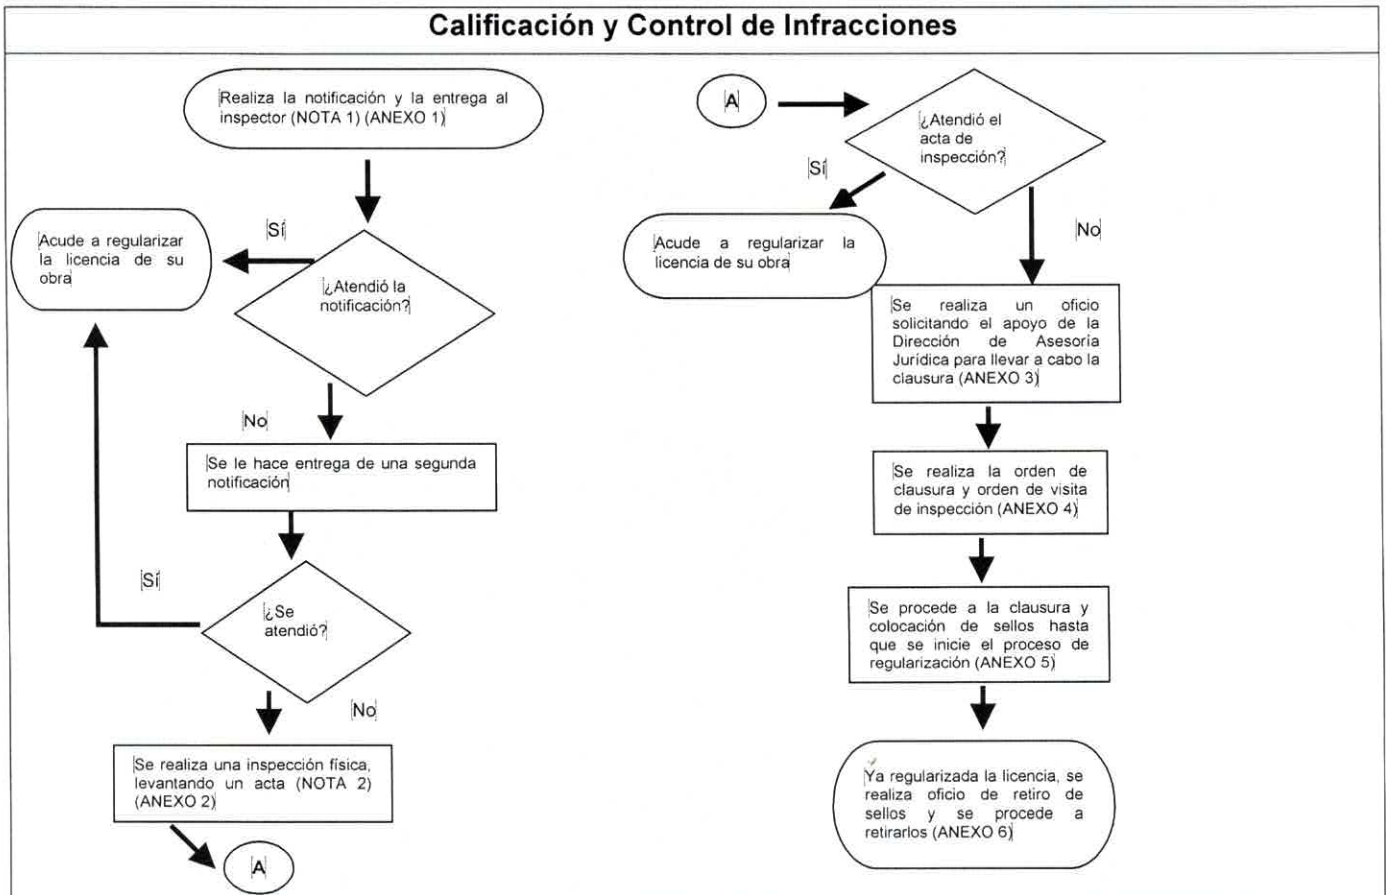 Calificación y Control de Infracciones
Realiza la notificación y la entrega al
inspector (NOTA 1) (ANEXO 1)
Sí
Acude a regularizar
la licencia de su
obra
¿Atendió la
notificación?
No
Se le hace entrega de una segunda
notificación
Sí
¿Se
atendió?
No
Se realiza una inspección física,
levantando un acta (NOTA 2)
(ANEXO 2)
A
A
¿Atendió el
acta de
inspección?
Sí
Acude a regularizar la
licencia de su obra
No
Se realiza un oficio
solicitando el apoyo de la
Dirección de Asesoría
Jurídica para llevar a cabo la
clausura (ANEXO 3)
Se realiza la orden de
clausura y orden de visita
de inspección (ANEXO 4)
Se procede a la clausura y
colocación de sellos hasta
que se inicie el proceso de
regularización (ANEXO 5)
Ya regularizada la licencia, se
realiza oficio de retiro de
sellos y se procede a
retirarlos (ANEXO 6)